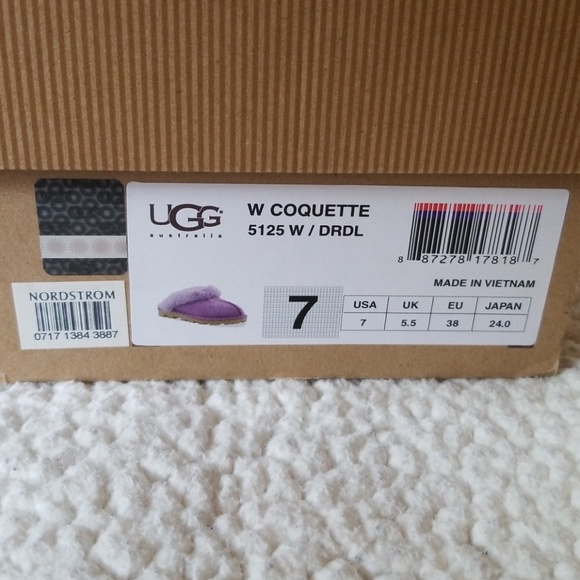 UGG®
australia
W COQUETTE
5125 W / DRDL
8 87278 17818 7
MADE IN VIETNAM
NORDSTROM
0717 1384 3887
7
USA UK EU JAPAN
7 5.5 38 24.0